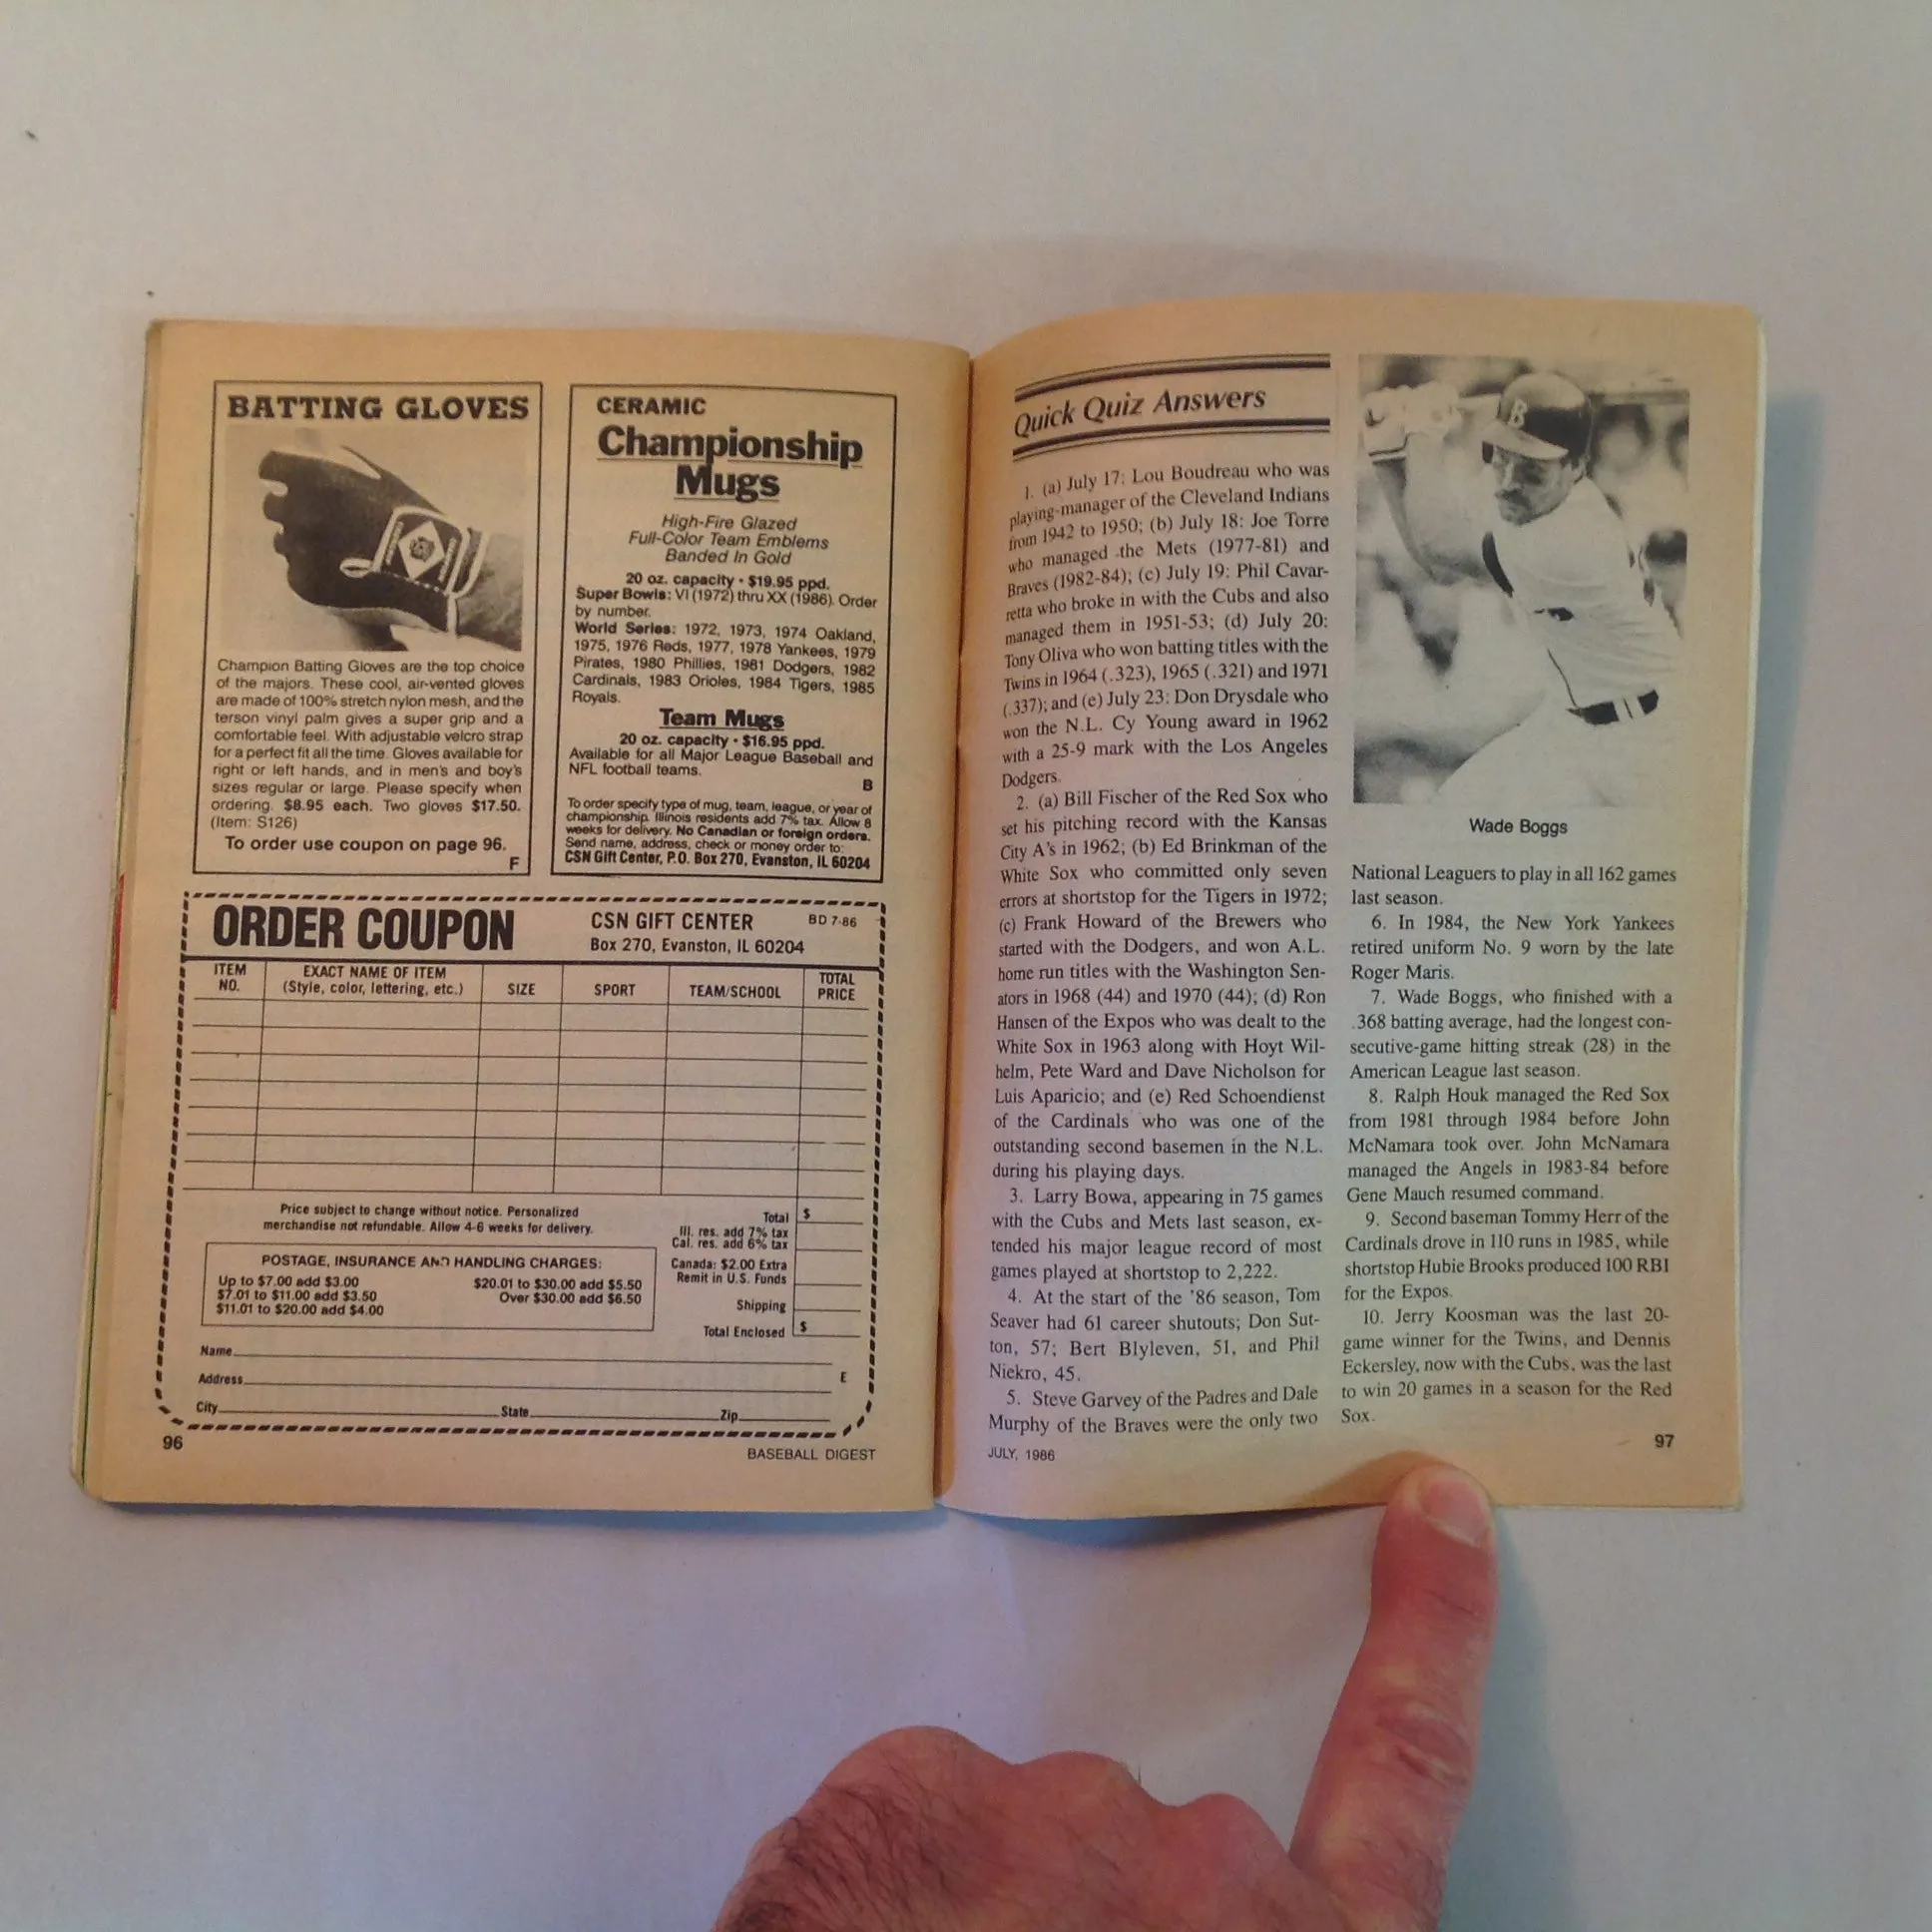 BATTING GLOVES
Champion Batting Gloves are the top choice
of the majors. These cool, air-vented gloves
are made of 100% stretch nylon mesh, and the
terson vinyl palm gives a super grip and a
comfortable feel. With adjustable velcro strap
for a perfect fit all the time. Gloves available for
right or left hands, and in men's and boy's
sizes regular or large. Please specify when
ordering. $8.95 each. Two gloves $17.50.
(Item: S126)
To order use coupon on page 96.
F
CERAMIC
Championship
Mugs
High-Fire Glazed
Full-Color Team Emblems
Banded In Gold
20 oz. capacity • $19.95 ppd.
Super Bowls: VI (1972) thru XX (1986). Order
by number.
World Series: 1972, 1973, 1974 Oakland,
1975, 1976 Reds, 1977, 1978 Yankees, 1979
Pirates, 1980 Phillies, 1981 Dodgers, 1982
Cardinals, 1983 Orioles, 1984 Tigers, 1985
Royals.
Team Mugs
20 oz. capacity • $16.95 ppd.
Available for all Major League Baseball and
NFL football teams.
B
To order specify type of mug, team, league, or year of
championship. Illinois residents add 7% tax. Allow 8
weeks for delivery. No Canadian or foreign orders.
Send name, address, check or money order to:
CSN Gift Center, P.O. Box 270, Evanston, IL 60204
ORDER COUPON
CSN GIFT CENTER
BD 7-86
Box 270, Evanston, IL 60204
ITEM
NO.
EXACT NAME OF ITEM
(Style, color, lettering, etc.)
SIZE
SPORT
TEAM/SCHOOL
TOTAL
PRICE
Price subject to change without notice. Personalized
merchandise not refundable. Allow 4-6 weeks for delivery.
POSTAGE, INSURANCE AND HANDLING CHARGES:
Up to $7.00 add $3.00
$7.01 to $11.00 add $3.50
$11.01 to $20.00 add $4.00
$20.01 to $30.00 add $5.50
Over $30.00 add $6.50
Total $
Ill. res. add 7% tax
Cal. res. add 6% tax
Canada: $2.00 Extra
Remit in U.S. Funds
Shipping
Total Enclosed $
Name
Address
E
City State Zip
96
BASEBALL DIGEST
Quick Quiz Answers
1. (a) July 17: Lou Boudreau who was
playing-manager of the Cleveland Indians
from 1942 to 1950; (b) July 18: Joe Torre
who managed the Mets (1977-81) and
Braves (1982-84); (c) July 19: Phil Cavar-
retta who broke in with the Cubs and also
managed them in 1951-53; (d) July 20:
Tony Oliva who won batting titles with the
Twins in 1964 (.323), 1965 (.321) and 1971
(.337); and (e) July 23: Don Drysdale who
won the N.L. Cy Young award in 1962
with a 25-9 mark with the Los Angeles
Dodgers.
2. (a) Bill Fischer of the Red Sox who
set his pitching record with the Kansas
City A's in 1962; (b) Ed Brinkman of the
White Sox who committed only seven
errors at shortstop for the Tigers in 1972;
(c) Frank Howard of the Brewers who
started with the Dodgers, and won A.L.
home run titles with the Washington Sen-
ators in 1968 (44) and 1970 (44); (d) Ron
Hansen of the Expos who was dealt to the
White Sox in 1963 along with Hoyt Wil-
helm, Pete Ward and Dave Nicholson for
Luis Aparicio; and (e) Red Schoendienst
of the Cardinals who was one of the
outstanding second basemen in the N.L.
during his playing days.
3. Larry Bowa, appearing in 75 games
with the Cubs and Mets last season, ex-
tended his major league record of most
games played at shortstop to 2,222.
4. At the start of the '86 season, Tom
Seaver had 61 career shutouts; Don Sut-
ton, 57; Bert Blyleven, 51, and Phil
Niekro, 45.
5. Steve Garvey of the Padres and Dale
Murphy of the Braves were the only two
JULY, 1986
B
Wade Boggs
National Leaguers to play in all 162 games
last season.
6. In 1984, the New York Yankees
retired uniform No. 9 worn by the late
Roger Maris.
7. Wade Boggs, who finished with a
.368 batting average, had the longest con-
secutive-game hitting streak (28) in the
American League last season.
8. Ralph Houk managed the Red Sox
from 1981 through 1984 before John
McNamara took over. John McNamara
managed the Angels in 1983-84 before
Gene Mauch resumed command.
9. Second baseman Tommy Herr of the
Cardinals drove in 110 runs in 1985, while
shortstop Hubie Brooks produced 100 RBI
for the Expos.
10. Jerry Koosman was the last 20-
game winner for the Twins, and Dennis
Eckersley, now with the Cubs, was the last
to win 20 games in a season for the Red
Sox.
97